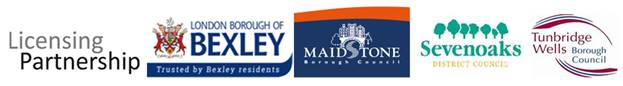 Licensing
Partnership
LONDON BOROUGH OF
BEXLEY
Trusted by Bexley residents
MAIDSTONE
Borough Council
Sevenoaks
DISTRICT COUNCIL
Tunbridge
Wells Borough
Council